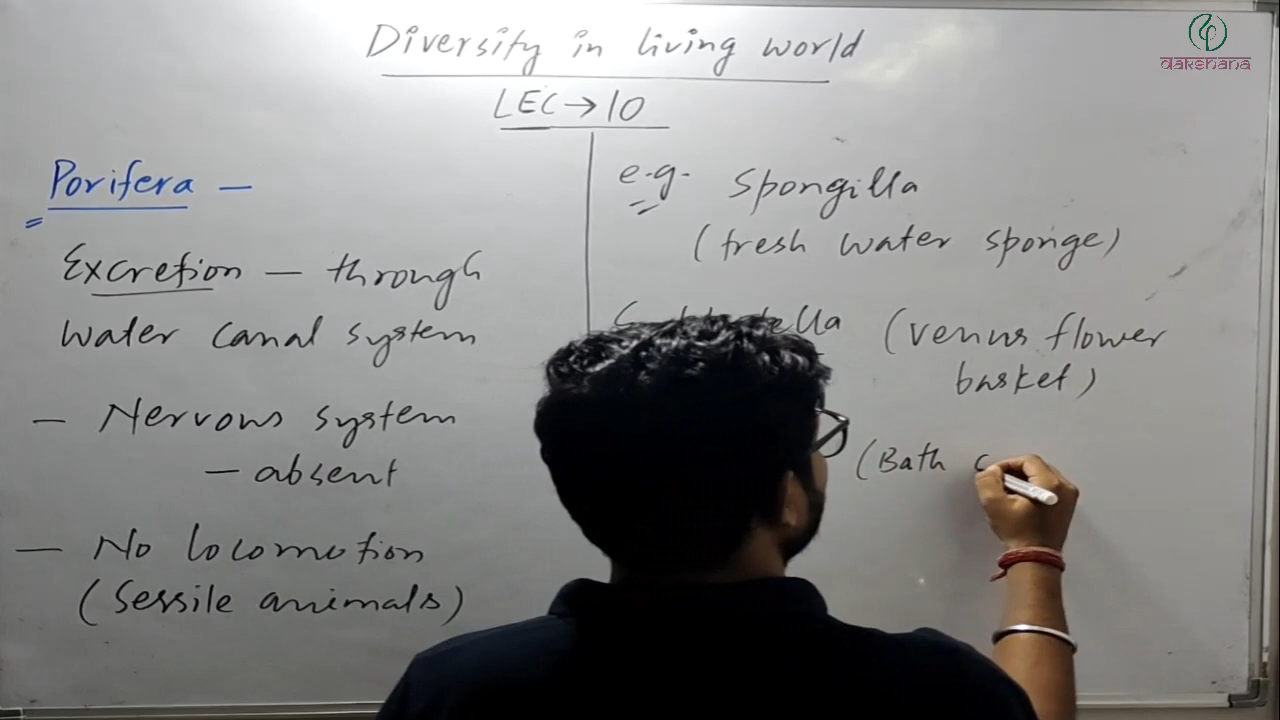 Diversity in living world
LEC → 10
Porifera —
Excretion — through
water canal system
— Nervous system
— absent
— No locomotion
(Sessile animals)
e.g. Spongilla
(fresh water sponge)
(venus flower
basket)
(Bath
dakshana